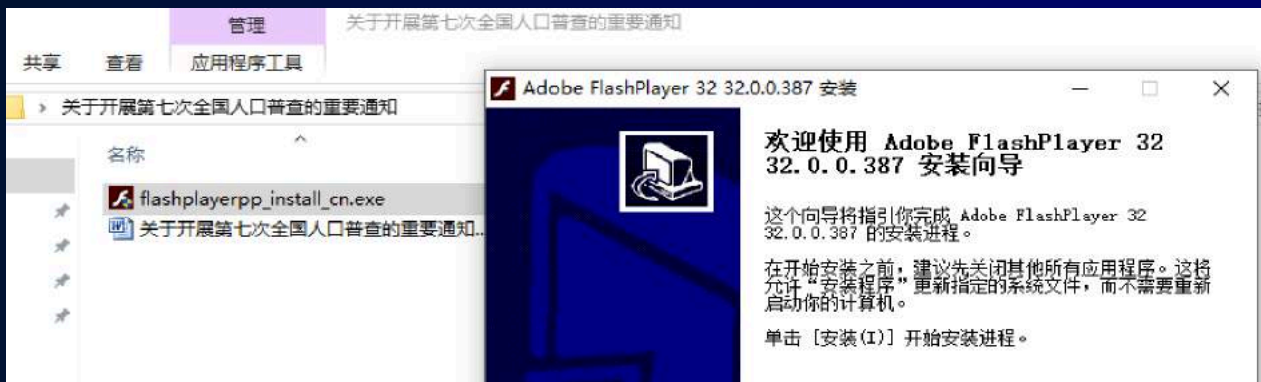 管理
关于开展第七次全国人口普查的重要通知
共享
查看
应用程序工具
› 关于开展第七次全国人口普查的重要通知
名称
flashplayerpp_install_cn.exe
关于开展第七次全国人口普查的重要通知...
Adobe FlashPlayer 32 32.0.0.387 安装
欢迎使用 Adobe FlashPlayer 32
32.0.0.387 安装向导
这个向导将指引你完成 Adobe FlashPlayer 32
32.0.0.387 的安装进程。
在开始安装之前，建议先关闭其他所有应用程序。这将
允许“安装程序”更新指定的系统文件，而不需要重新
启动你的计算机。
单击 [安装(I)] 开始安装进程。